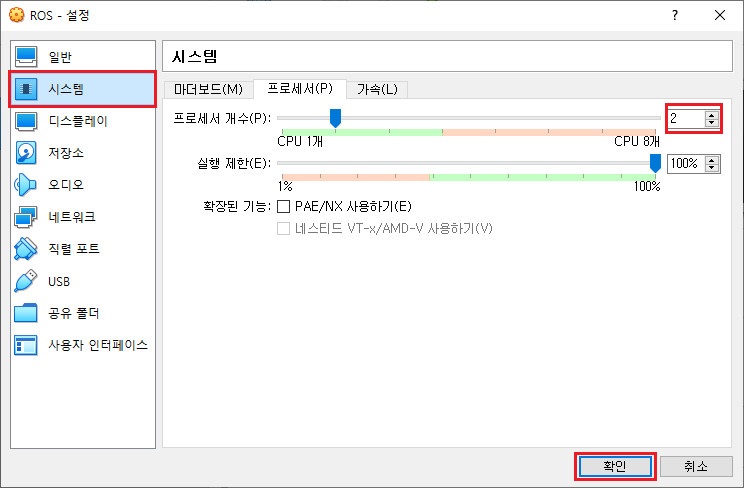 ROS - 설정
일반
시스템
디스플레이
저장소
오디오
네트워크
직렬 포트
USB
공유 폴더
사용자 인터페이스
시스템
마더보드(M) 프로세서(P) 가속(L)
프로세서 개수(P): 2
CPU 1개 CPU 8개
실행 제한(E): 100%
1% 100%
확장된 기능: PAE/NX 사용하기(E)
네스티드 VT-x/AMD-V 사용하기(V)
확인 취소